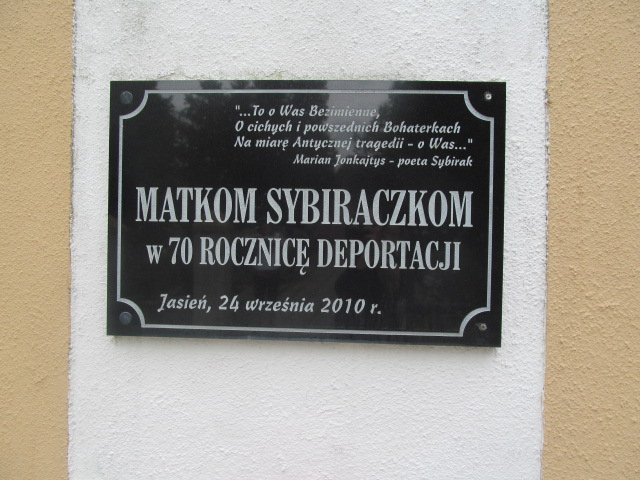 "...To o Was Bezimienne,
O cichych i powszednich Bohaterkach
Na miarę Antycznej tragedii - o Was..."
Marian Jonkajtys - poeta Sybirak
MATKOM SYBIRACZKOM
w 70 ROCZNICĘ DEPORTACJI
Jasień, 24 września 2010 r.